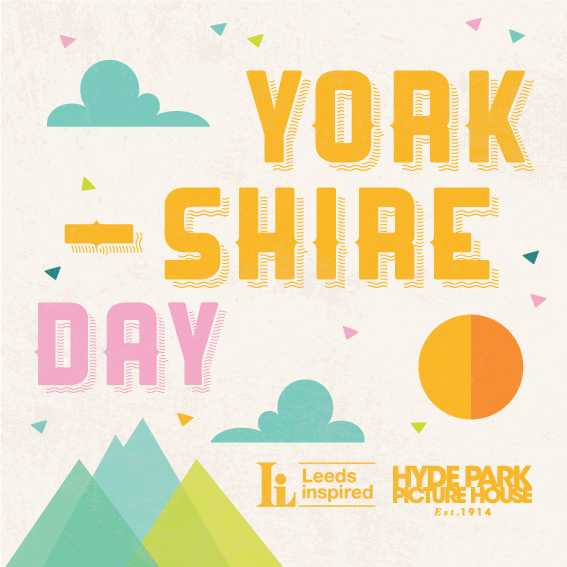 YORK
– SHIRE
DAY
Li Leeds inspired
HYDE PARK
PICTURE HOUSE
Est.1914